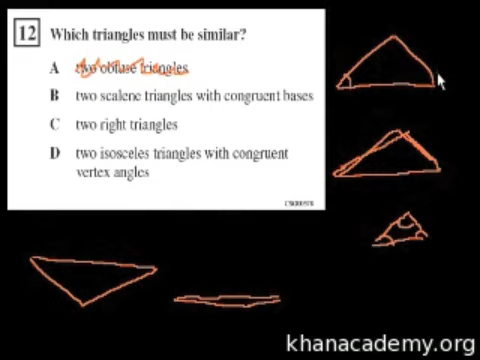 12 Which triangles must be similar?
A two obtuse triangles
B two scalene triangles with congruent bases
C two right triangles
D two isosceles triangles with congruent
vertex angles
khanacademy.org